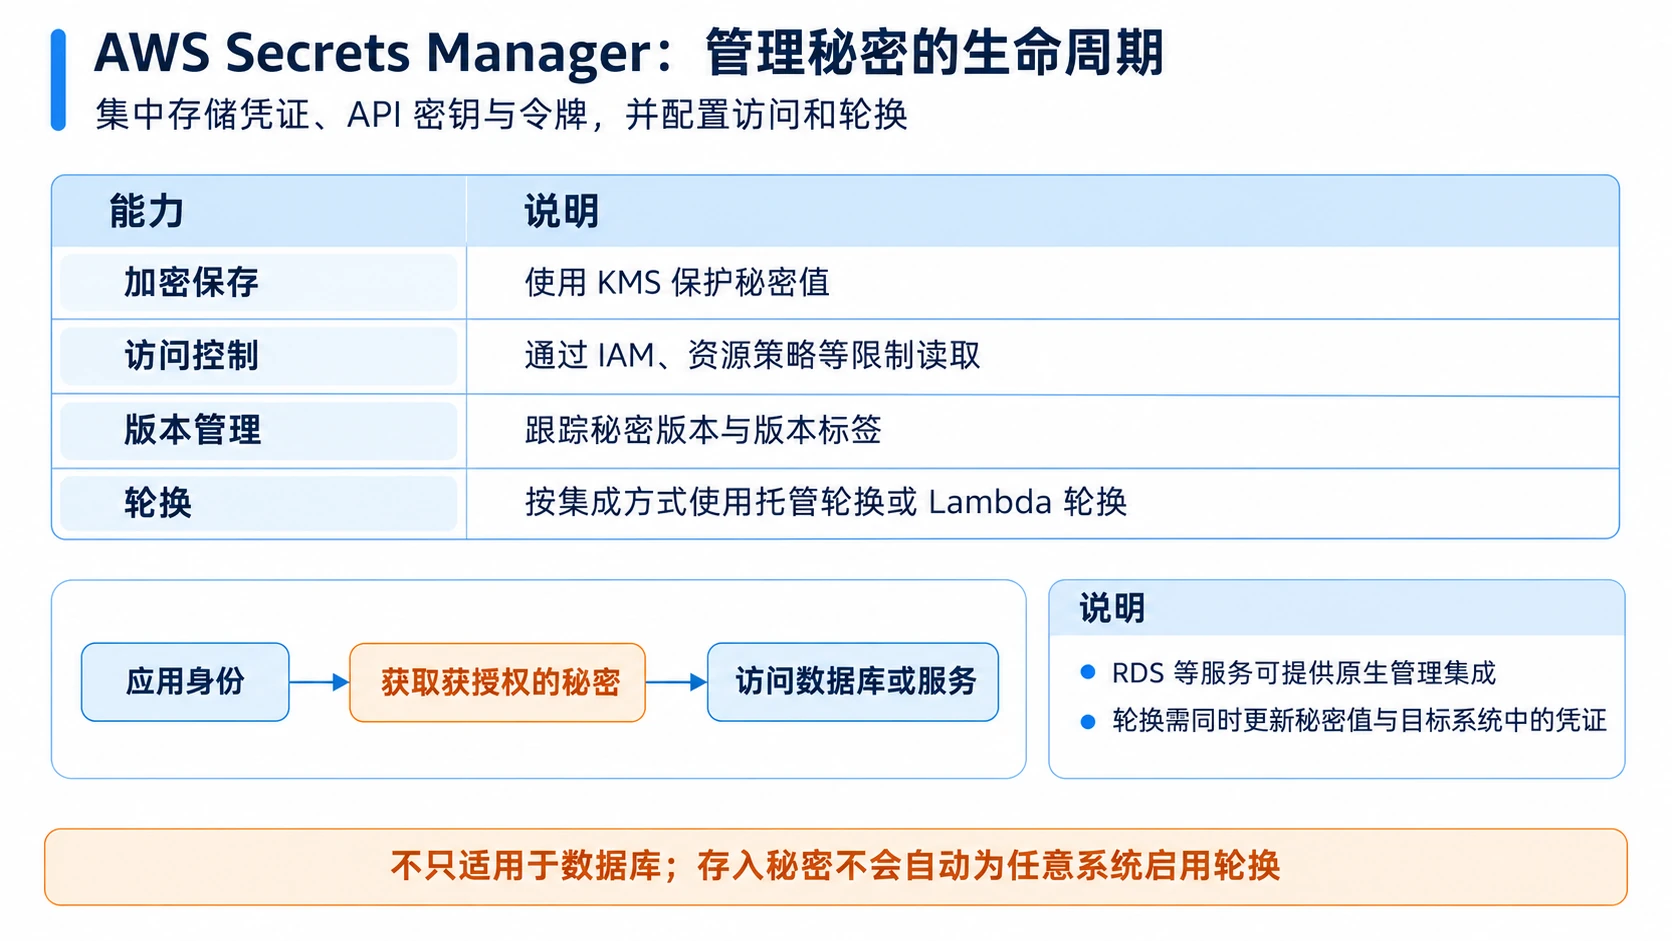 AWS Secrets Manager：管理秘密的生命周期
集中存储凭证、API 密钥与令牌，并配置访问和轮换
能力
说明
加密保存
使用 KMS 保护秘密值
访问控制
通过 IAM、资源策略等限制读取
版本管理
跟踪秘密版本与版本标签
轮换
按集成方式使用托管轮换或 Lambda 轮换
应用身份
获取获授权的秘密
访问数据库或服务
说明
RDS 等服务可提供原生管理集成
轮换需同时更新秘密值与目标系统中的凭证
不只适用于数据库；存入秘密不会自动为任意系统启用轮换